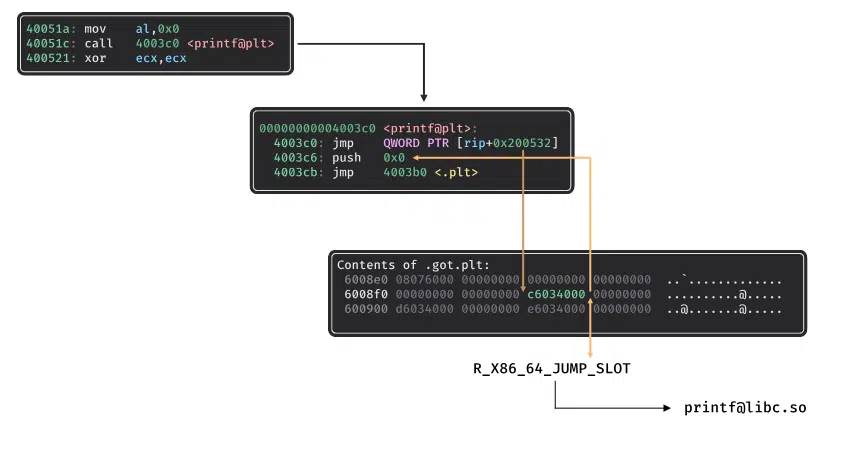 40051a: mov    al,0x0
40051c: call   4003c0 <printf@plt>
400521: xor    ecx,ecx
00000000004003c0 <printf@plt>:
4003c0: jmp    QWORD PTR [rip+0x200532]
4003c6: push   0x0
4003cb: jmp    4003b0 <.plt>
Contents of .got.plt:
6008e0 08076000 00000000 00000000 00000000  ..`.............
6008f0 00000000 00000000 c6034000 00000000  ..........@.....
600900 d6034000 00000000 e6034000 00000000  ..@.......@.....
R_X86_64_JUMP_SLOT
printf@libc.so